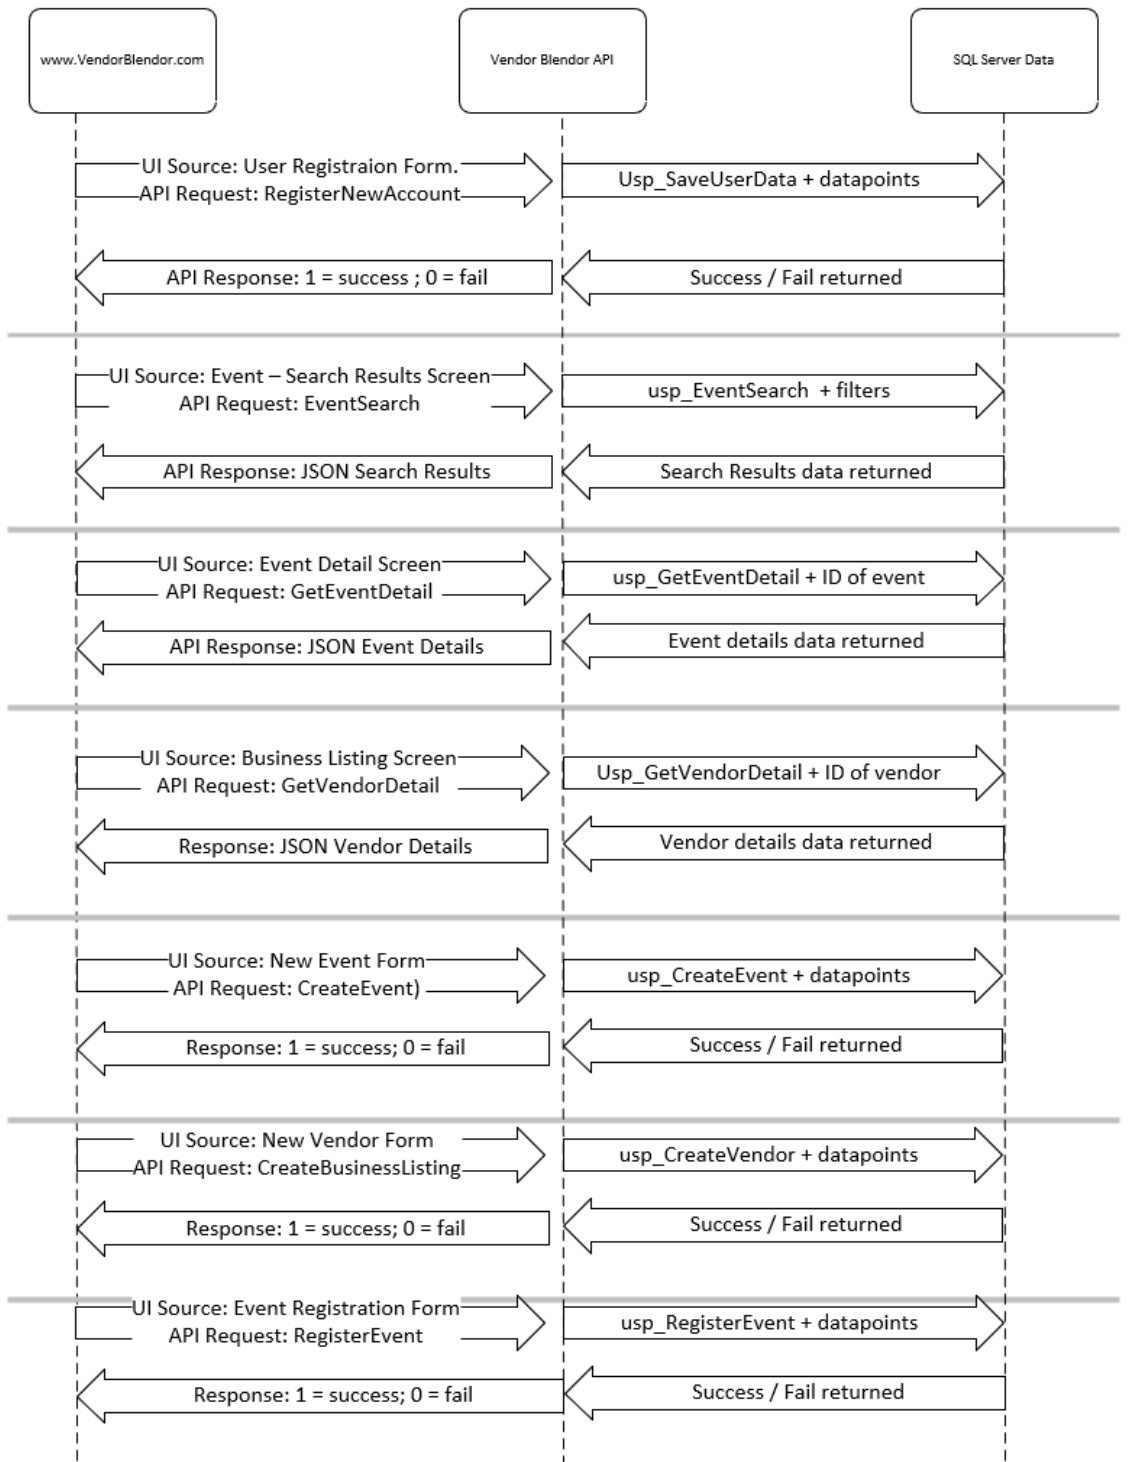 www.VendorBlendor.com
Vendor Blendor API
SQL Server Data
UI Source: User Registraion Form.
API Request: RegisterNewAccount
Usp_SaveUserData + datapoints
API Response: 1 = success ; 0 = fail
Success / Fail returned
UI Source: Event – Search Results Screen
API Request: EventSearch
usp_EventSearch + filters
API Response: JSON Search Results
Search Results data returned
UI Source: Event Detail Screen
API Request: GetEventDetail
usp_GetEventDetail + ID of event
API Response: JSON Event Details
Event details data returned
UI Source: Business Listing Screen
API Request: GetVendorDetail
Usp_GetVendorDetail + ID of vendor
Response: JSON Vendor Details
Vendor details data returned
UI Source: New Event Form
API Request: CreateEvent)
usp_CreateEvent + datapoints
Response: 1 = success; 0 = fail
Success / Fail returned
UI Source: New Vendor Form
API Request: CreateBusinessListing
usp_CreateVendor + datapoints
Response: 1 = success; 0 = fail
Success / Fail returned
UI Source: Event Registration Form
API Request: RegisterEvent
usp_RegisterEvent + datapoints
Response: 1 = success; 0 = fail
Success / Fail returned